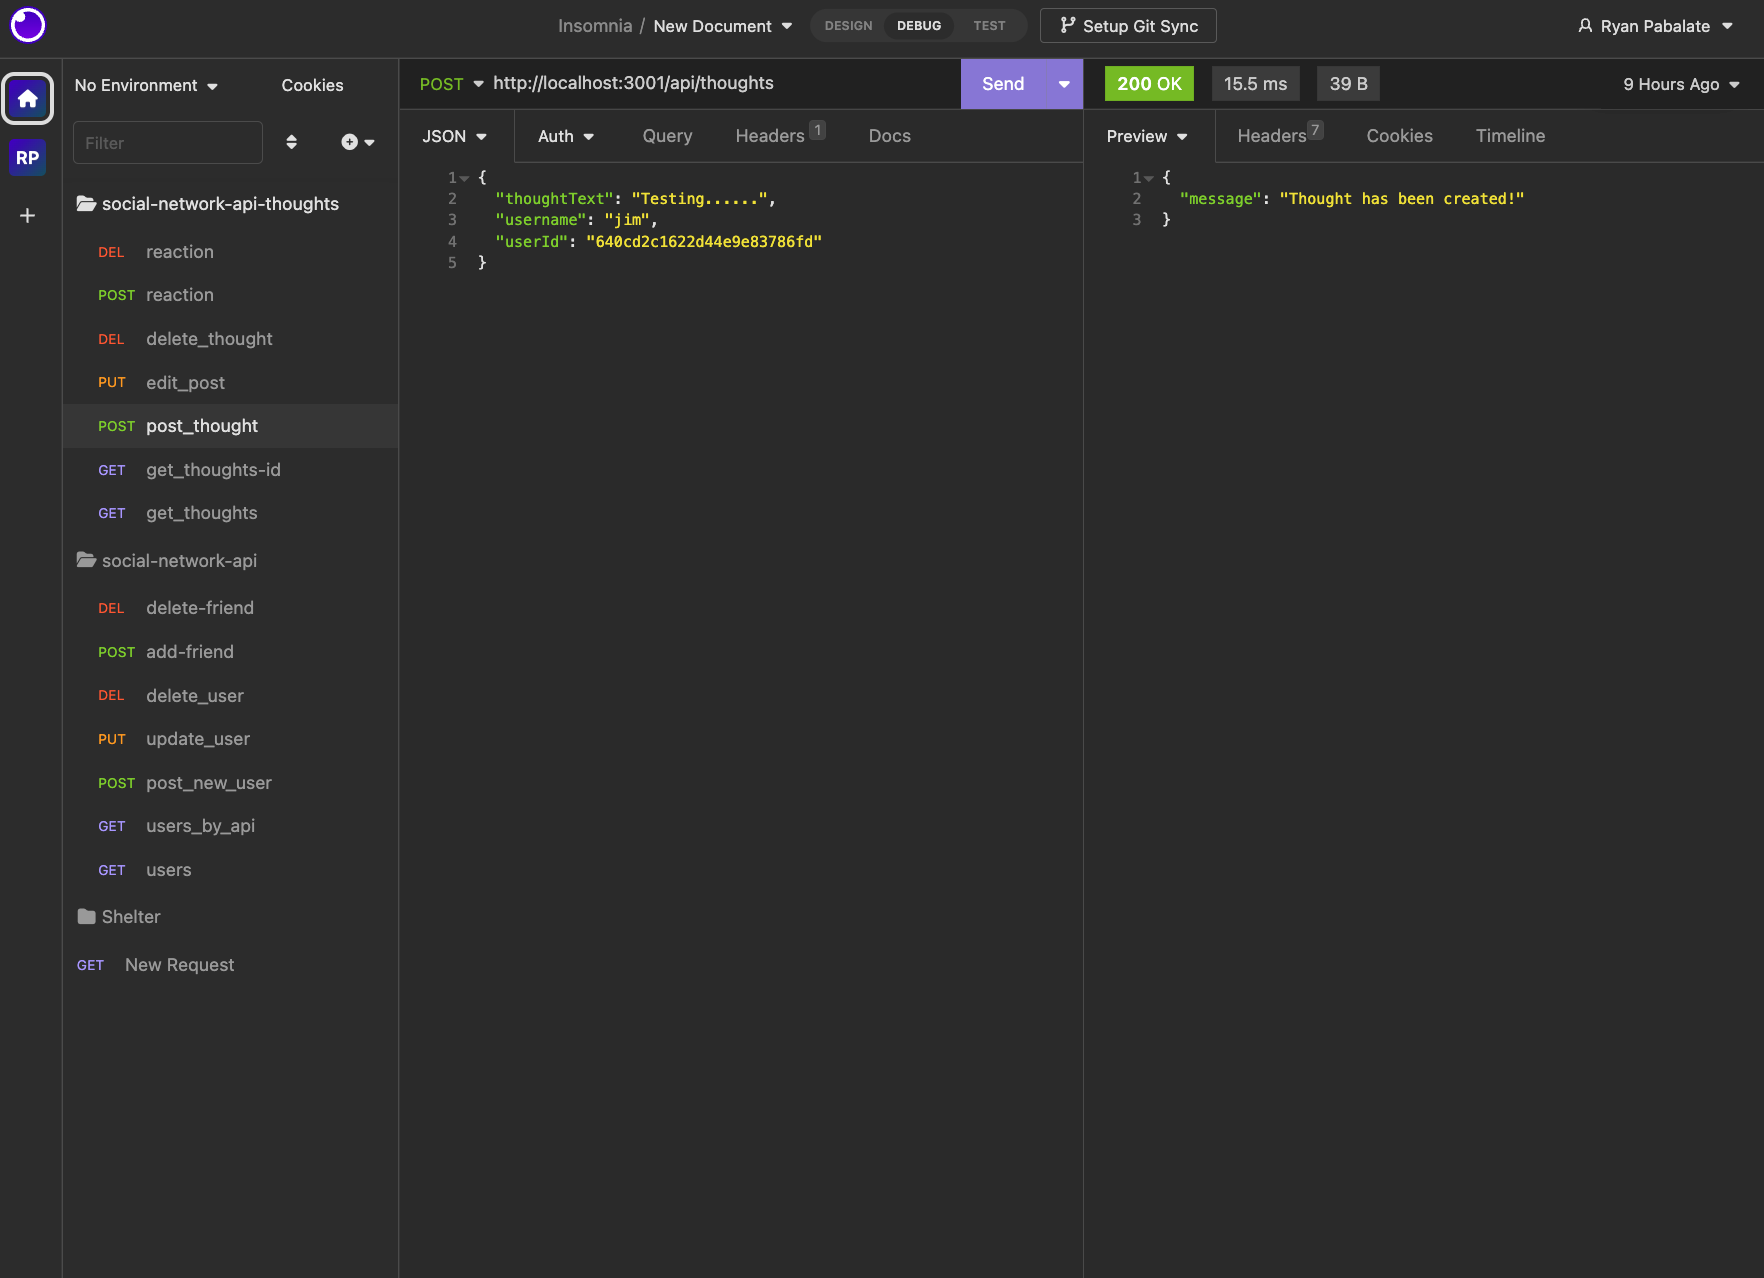 Insomnia / New Document DESIGN DEBUG TEST Setup Git Sync Ryan Pabalate
RP
No Environment Cookies
Filter
social-network-api-thoughts
DEL reaction
POST reaction
DEL delete_thought
PUT edit_post
POST post_thought
GET get_thoughts-id
GET get_thoughts
social-network-api
DEL delete-friend
POST add-friend
DEL delete_user
PUT update_user
POST post_new_user
GET users_by_api
GET users
Shelter
GET New Request
POST http://localhost:3001/api/thoughts Send
JSON Auth Query Headers 1 Docs
1 {
2 "thoughtText": "Testing......",
3 "username": "jim",
4 "userId": "640cd2c1622d44e9e83786fd"
5 }
200 OK 15.5 ms 39 B 9 Hours Ago
Preview Headers 7 Cookies Timeline
1 {
2 "message": "Thought has been created!"
3 }